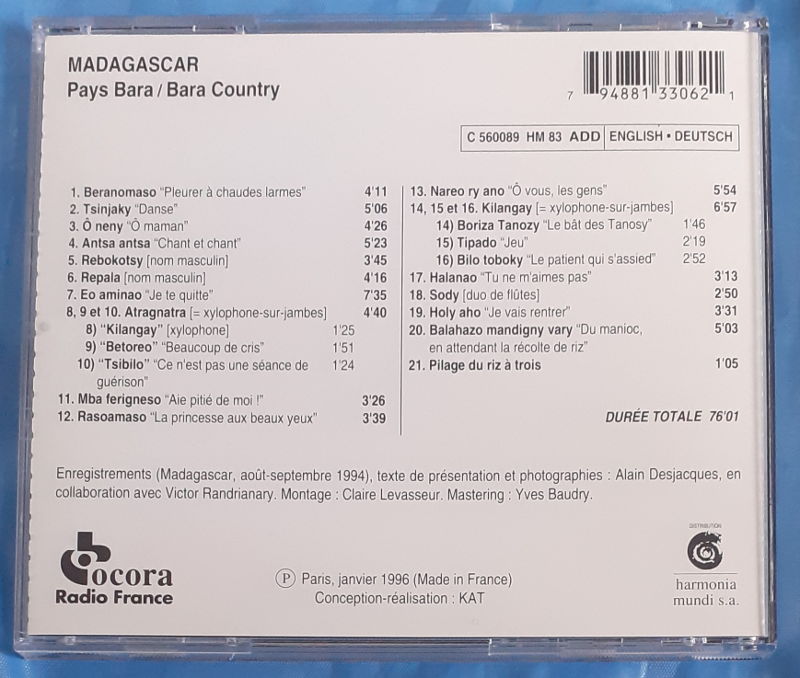 MADAGASCAR
Pays Bara / Bara Country
7 94881 33062 1
C 560089 HM 83 ADD ENGLISH • DEUTSCH
1. Beranomaso “Pleurer à chaudes larmes” 4'11
2. Tsinjaky “Danse” 5'06
3. Ô neny “Ô maman” 4'26
4. Antsa antsa “Chant et chant” 5'23
5. Rebokotsy [nom masculin] 3'45
6. Repala [nom masculin] 4'16
7. Eo aminao “Je te quitte” 7'35
8, 9 et 10. Atragnatra [= xylophone-sur-jambes] 4'40
8) “Kilangay” [xylophone] 1'25
9) “Betoreo” “Beaucoup de cris” 1'51
10) “Tsibilo” “Ce n'est pas une séance de 1'24
guérison”
11. Mba ferigneso “Aie pitié de moi !” 3'26
12. Rasoamaso “La princesse aux beaux yeux” 3'39
13. Nareo ry ano “Ô vous, les gens” 5'54
14, 15 et 16. Kilangay [= xylophone-sur-jambes] 6'57
14) Boriza Tanozy “Le bât des Tanosy” 1'46
15) Tipado “Jeu” 2'19
16) Bilo toboky “Le patient qui s'assied” 2'52
17. Halanao “Tu ne m'aimes pas” 3'13
18. Sody [duo de flûtes] 2'50
19. Holy aho “Je vais rentrer” 3'31
20. Balahazo mandigny vary “Du manioc, 5'03
en attendant la récolte de riz”
21. Pilage du riz à trois 1'05
DURÉE TOTALE 76'01
Enregistrements (Madagascar, août-septembre 1994), texte de présentation et photographies : Alain Desjacques, en
collaboration avec Victor Randrianary. Montage : Claire Levasseur. Mastering : Yves Baudry.
ocora
Radio France
Ⓟ Paris, janvier 1996 (Made in France)
Conception-réalisation : KAT
DISTRIBUTION
harmonia
mundi s.a.